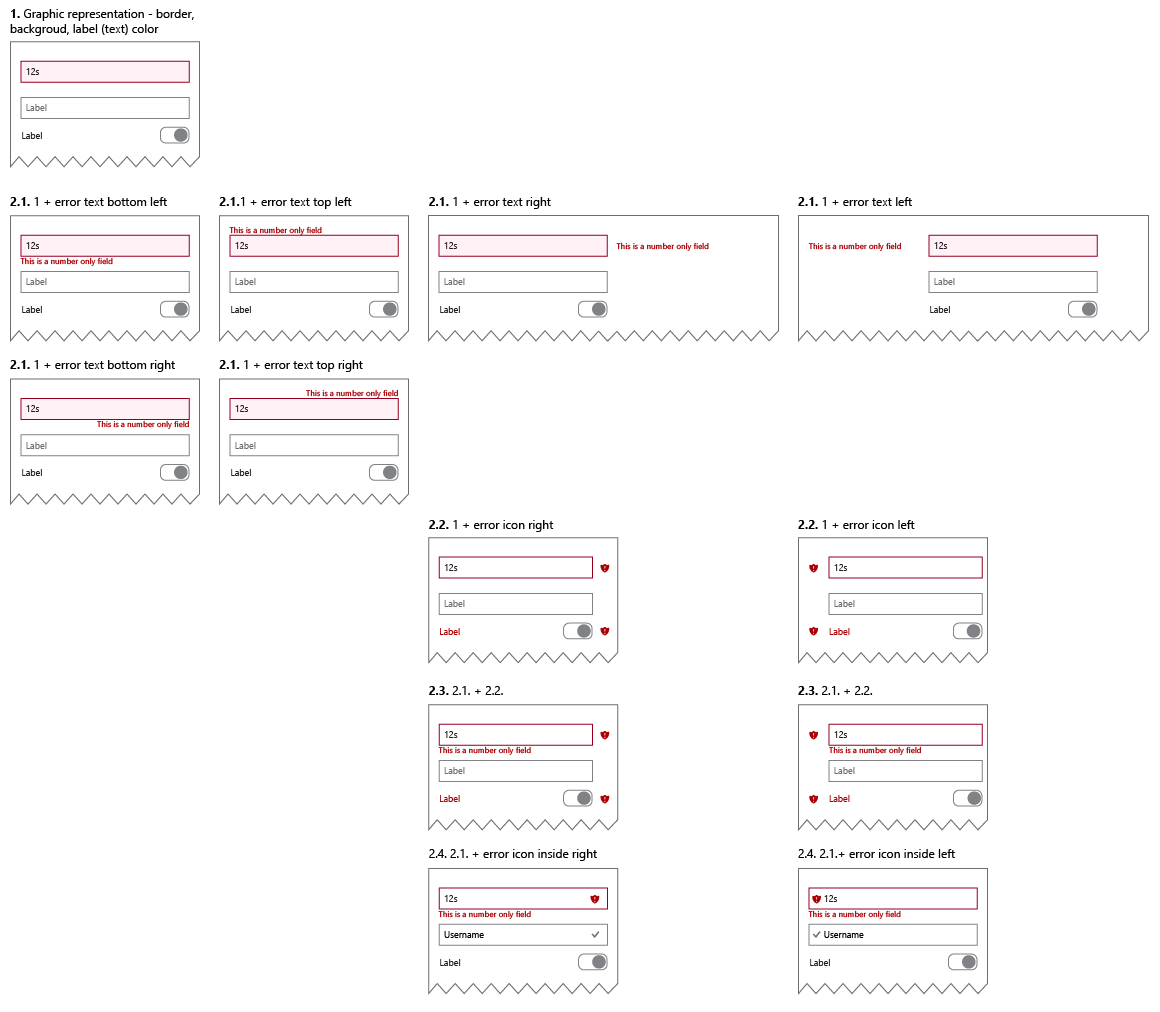 1. Graphic representation - border,
backgroud, label (text) color
12s
Label
Label
2.1. 1 + error text bottom left
12s
This is a number only field
Label
Label
2.1.1 + error text top left
This is a number only field
12s
Label
Label
2.1. 1 + error text right
12s
This is a number only field
Label
Label
2.1. 1 + error text left
This is a number only field
12s
Label
Label
2.1. 1 + error text bottom right
12s
This is a number only field
Label
Label
2.1. 1 + error text top right
This is a number only field
12s
Label
Label
2.2. 1 + error icon right
12s
Label
Label
2.2. 1 + error icon left
12s
Label
Label
2.3. 2.1. + 2.2.
12s
This is a number only field
Label
Label
2.3. 2.1. + 2.2.
12s
This is a number only field
Label
Label
2.4. 2.1. + error icon inside right
12s
This is a number only field
Username
Label
2.4. 2.1.+ error icon inside left
12s
This is a number only field
Username
Label